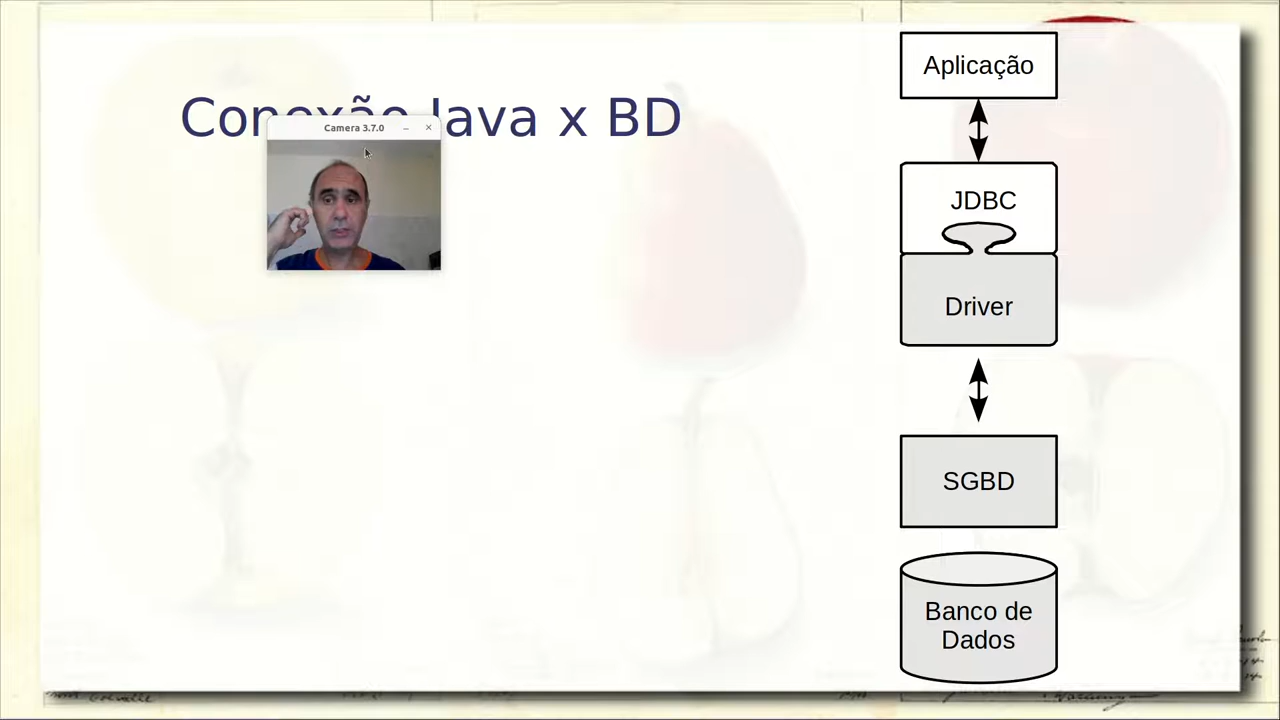 Conexão Java x BD
Camera 3.7.0
Aplicação
JDBC
Driver
SGBD
Banco de
Dados